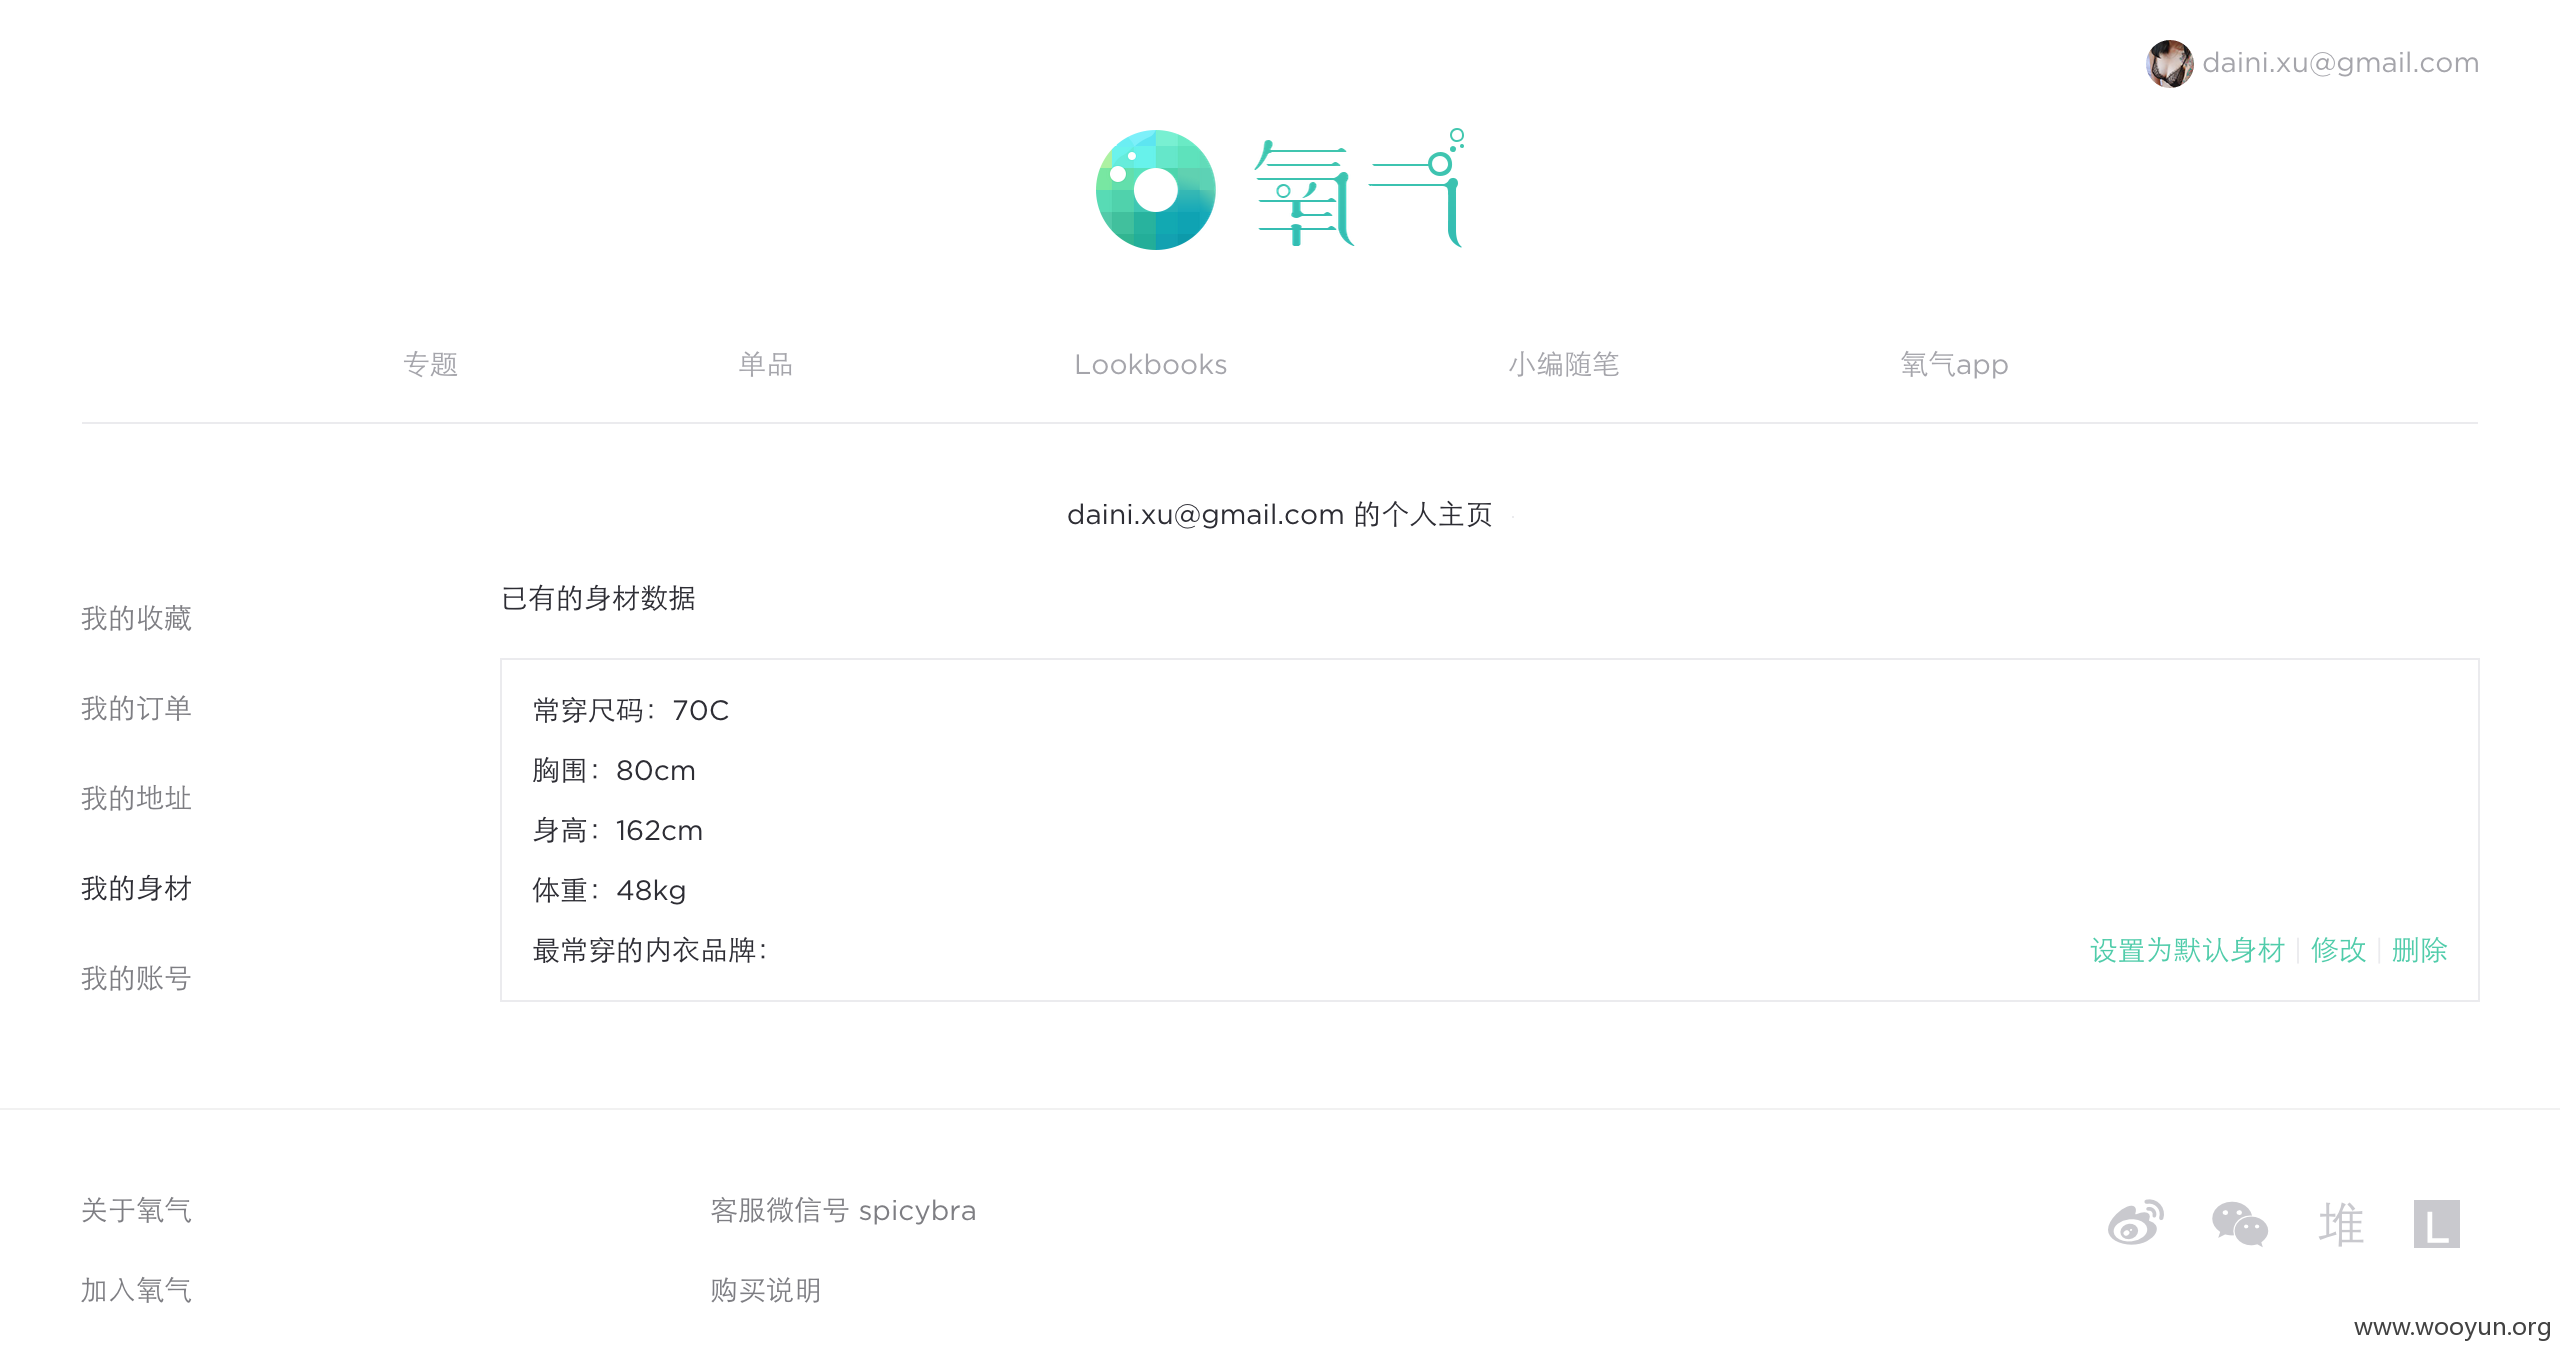 daini.xu@gmail.com
氧气
专题 单品 Lookbooks 小编随笔 氧气app
daini.xu@gmail.com 的个人主页
我的收藏
我的订单
我的地址
我的身材
我的账号
已有的身材数据
常穿尺码：70C
胸围：80cm
身高：162cm
体重：48kg
最常穿的内衣品牌：
设置为默认身材 | 修改 | 删除
关于氧气
加入氧气
客服微信号 spicybra
购买说明
堆
L
www.wooyun.org